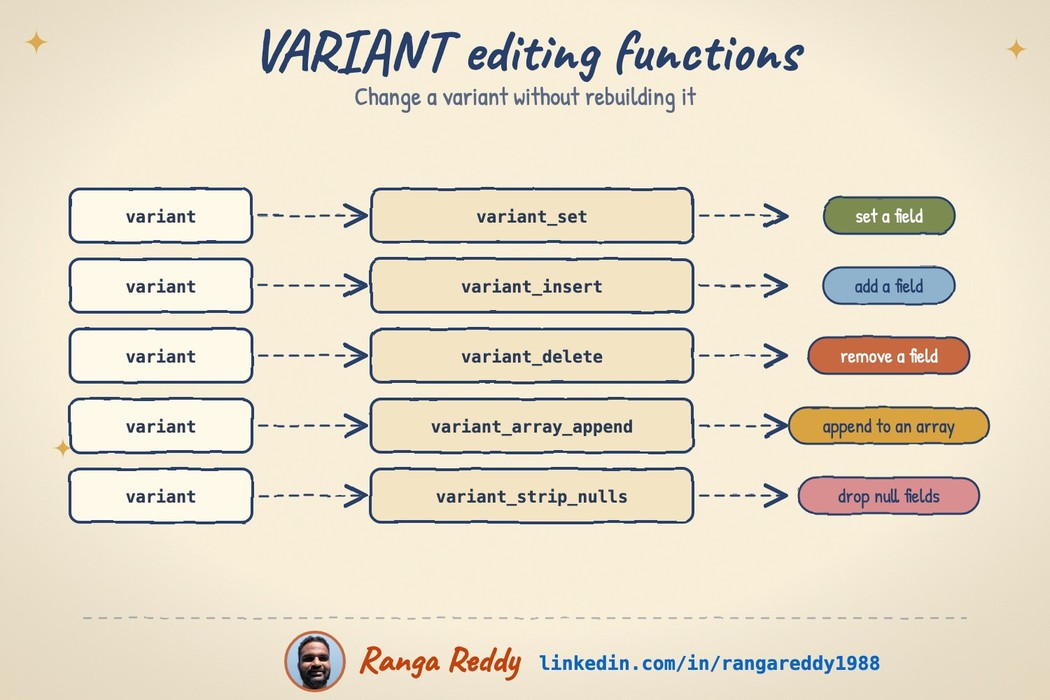 VARIANT editing functions
Change a variant without rebuilding it
variant variant_set set a field
variant variant_insert add a field
variant variant_delete remove a field
variant variant_array_append append to an array
variant variant_strip_nulls drop null fields
Ranga Reddy linkedin.com/in/rangareddy1988